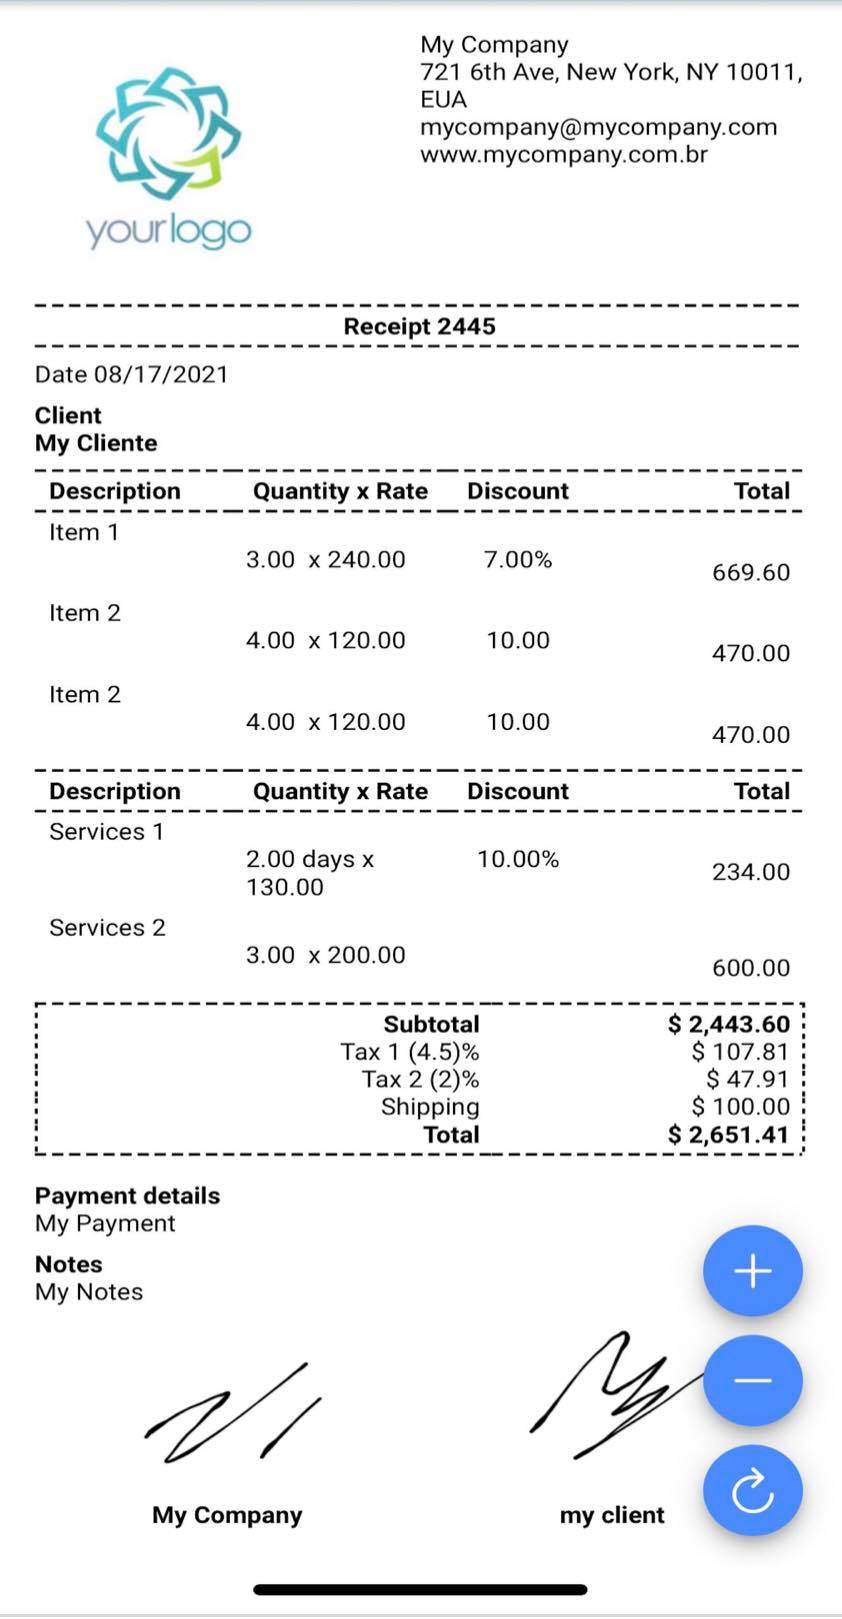 My Company
721 6th Ave, New York, NY 10011,
EUA
mycompany@mycompany.com
www.mycompany.com.br
yourlogo
Receipt 2445
Date 08/17/2021
Client
My Cliente
Description Quantity x Rate Discount Total
Item 1
3.00 x 240.00 7.00% 669.60
Item 2
4.00 x 120.00 10.00 470.00
Item 2
4.00 x 120.00 10.00 470.00
Description Quantity x Rate Discount Total
Services 1
2.00 days x 10.00% 234.00
130.00
Services 2
3.00 x 200.00 600.00
Subtotal $ 2,443.60
Tax 1 (4.5)% $ 107.81
Tax 2 (2)% $ 47.91
Shipping $ 100.00
Total $ 2,651.41
Payment details
My Payment
Notes
My Notes
My Company my client